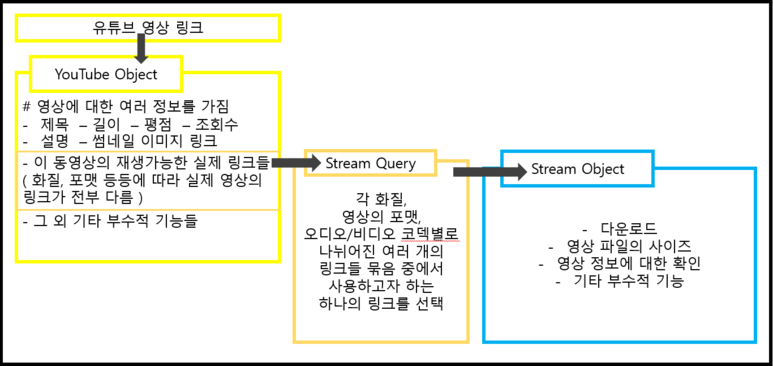 유튜브 영상 링크
YouTube Object
# 영상에 대한 여러 정보를 가짐
- 제목 – 길이 – 평점 – 조회수
- 설명 – 썸네일 이미지 링크
- 이 동영상의 재생가능한 실제 링크들
( 화질, 포맷 등등에 따라 실제 영상의
링크가 전부 다름 )
- 그 외 기타 부수적 기능들
Stream Query
각 화질,
영상의 포맷,
오디오/비디오 코덱별로
나뉘어진 여러 개의
링크들 묶음 중에서
사용하고자 하는
하나의 링크를 선택
Stream Object
- 다운로드
- 영상 파일의 사이즈
- 영상 정보에 대한 확인
- 기타 부수적 기능